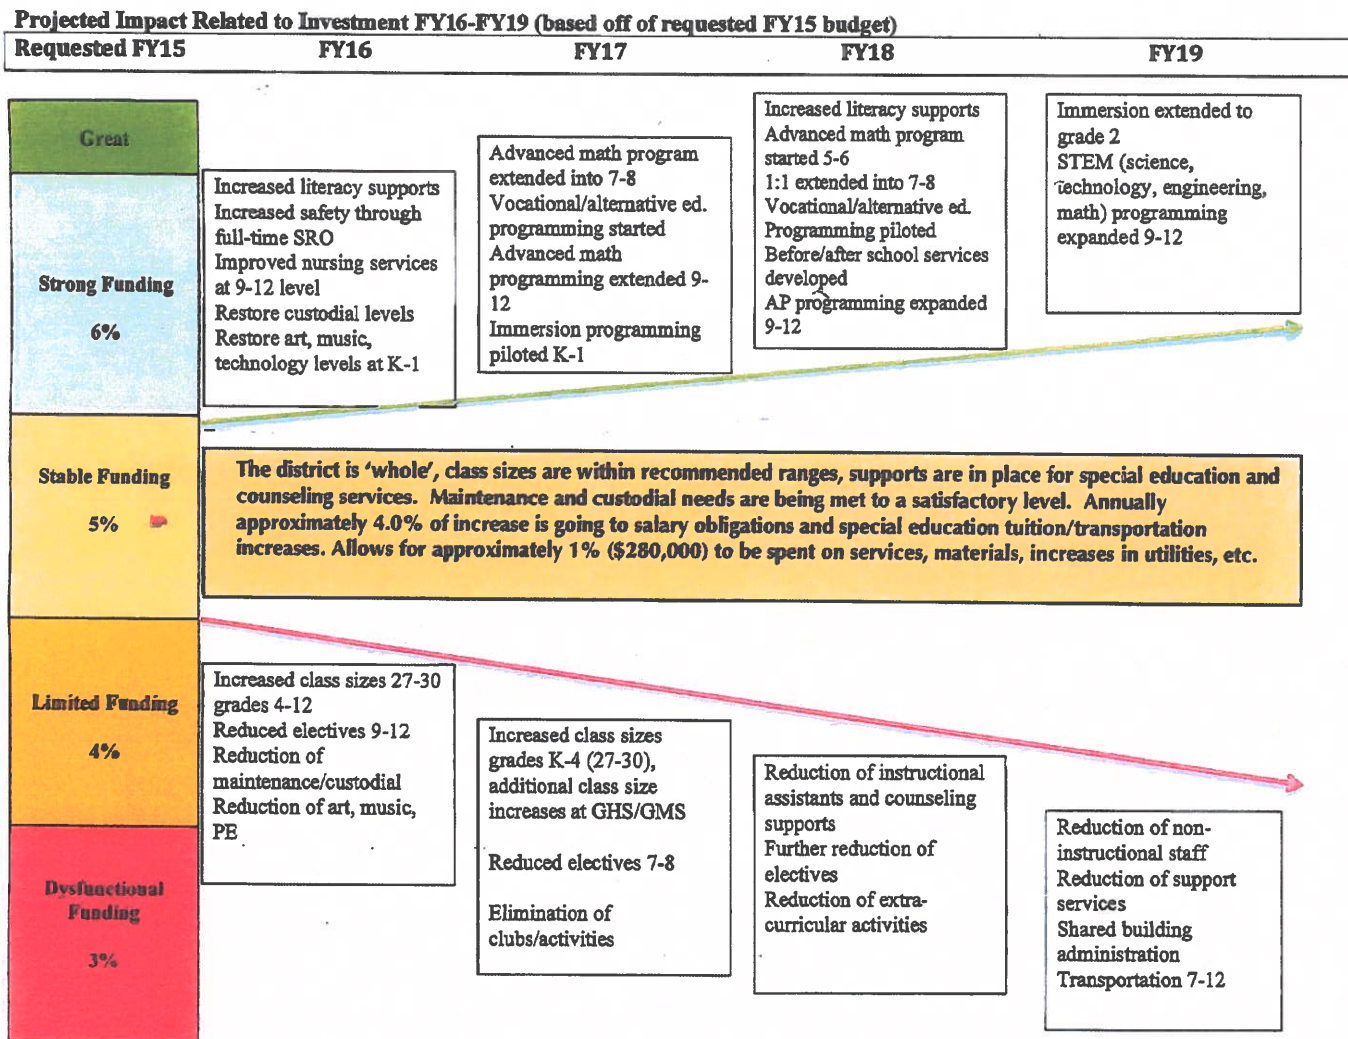 Projected Impact Related to Investment FY16-FY19 (based off of requested FY15 budget)
Requested FY15 FY16 FY17 FY18 FY19
Great
Strong Funding
6%
Stable Funding
5%
Limited Funding
4%
Dysfunctional
Funding
3%
Increased literacy supports
Increased safety through
full-time SRO
Improved nursing services
at 9-12 level
Restore custodial levels
Restore art, music,
technology levels at K-1
Advanced math program
extended into 7-8
Vocational/alternative ed.
programming started
Advanced math
programming extended 9-
12
Immersion programming
piloted K-1
Increased literacy supports
Advanced math program
started 5-6
1:1 extended into 7-8
Vocational/alternative ed.
Programming piloted
Before/after school services
developed
AP programming expanded
9-12
Immersion extended to
grade 2
STEM (science,
technology, engineering,
math) programming
expanded 9-12
The district is 'whole', class sizes are within recommended ranges, supports are in place for special education and
counseling services. Maintenance and custodial needs are being met to a satisfactory level. Annually
approximately 4.0% of increase is going to salary obligations and special education tuition/transportation
increases. Allows for approximately 1% ($280,000) to be spent on services, materials, increases in utilities, etc.
Increased class sizes 27-30
grades 4-12
Reduced electives 9-12
Reduction of
maintenance/custodial
Reduction of art, music,
PE
Increased class sizes
grades K-4 (27-30),
additional class size
increases at GHS/GMS
Reduced electives 7-8
Elimination of
clubs/activities
Reduction of instructional
assistants and counseling
supports
Further reduction of
electives
Reduction of extra-
curricular activities
Reduction of non-
instructional staff
Reduction of support
services
Shared building
administration
Transportation 7-12